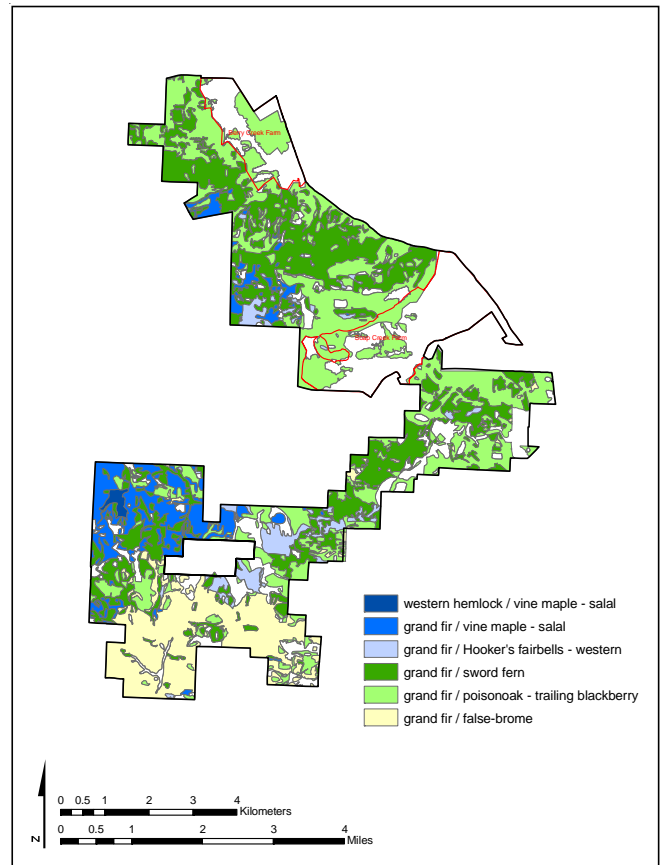 Berry Creek Farm
Soap Creek Farm
western hemlock / vine maple - salal
grand fir / vine maple - salal
grand fir / Hooker's fairbells - western
grand fir / sword fern
grand fir / poisonoak - trailing blackberry
grand fir / false-brome
0 0.5 1 2 3 4
Kilometers
0 0.5 1 2 3 4
Miles
N